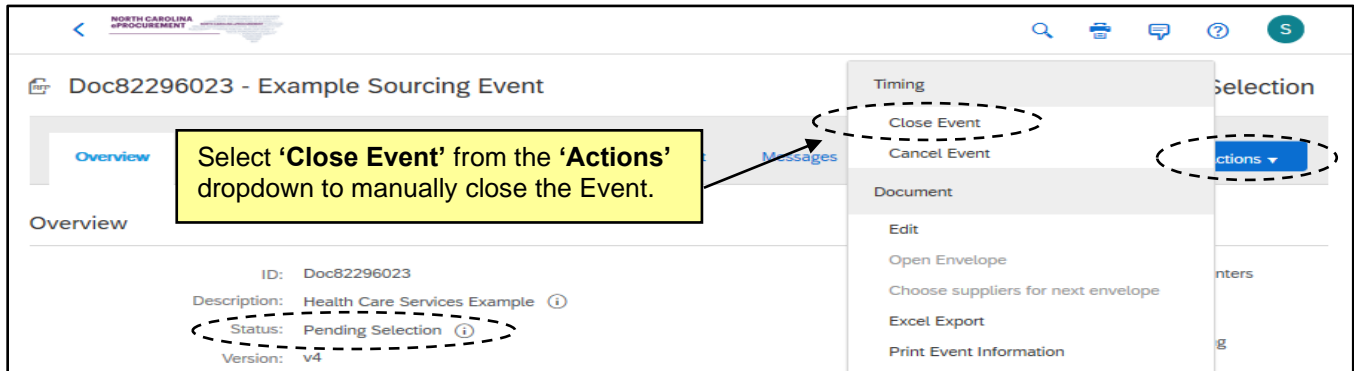 NORTH CAROLINA
ePROCUREMENT
S
Doc82296023 - Example Sourcing Event
Selection
Timing
Close Event
Cancel Event
Overview
Messages
Actions
Select ‘Close Event’ from the ‘Actions’
dropdown to manually close the Event.
Document
Overview
Edit
Open Envelope
Choose suppliers for next envelope
Excel Export
Print Event Information
ID: Doc82296023
Description: Health Care Services Example
Status: Pending Selection
Version: v4